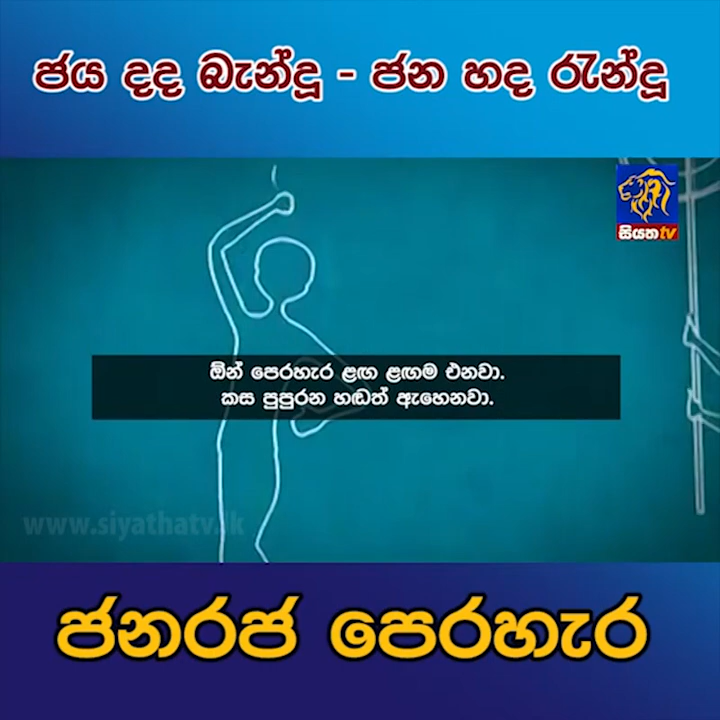 ජය දද බැන්දූ - ජන හද රැන්දූ
සියත tv
ඕන් පෙරහැර ළඟ ළඟම එනවා.
කස පුපුරන හඬත් ඇහෙනවා.
www.siyathatv.lk
ජනරජ පෙරහැර